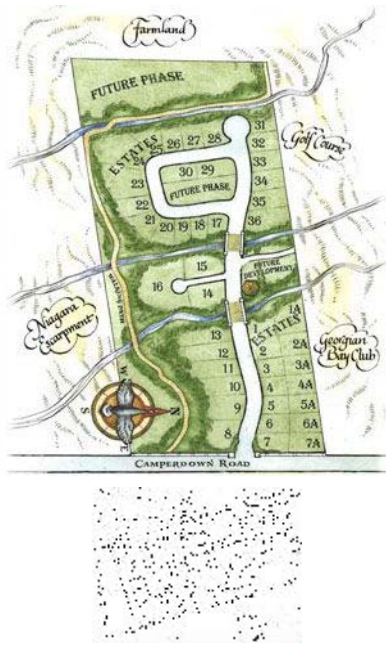 Farmland
FUTURE PHASE
ESTATES
31
Golf Course
24 25 26 27 28 32
30 29 33
23 FUTURE PHASE 34
22 35
21 20 19 18 17 36
15 FUTURE
DEVELOPMENT
16 14
Niagara
Escarpment
1A
1 ESTATES
13 2A
12 2
Georgian
Bay Club
11 3 3A
10 4 4A
9 5 5A
6 6A
8 7 7A
W
S N
E
CAMPERDOWN ROAD